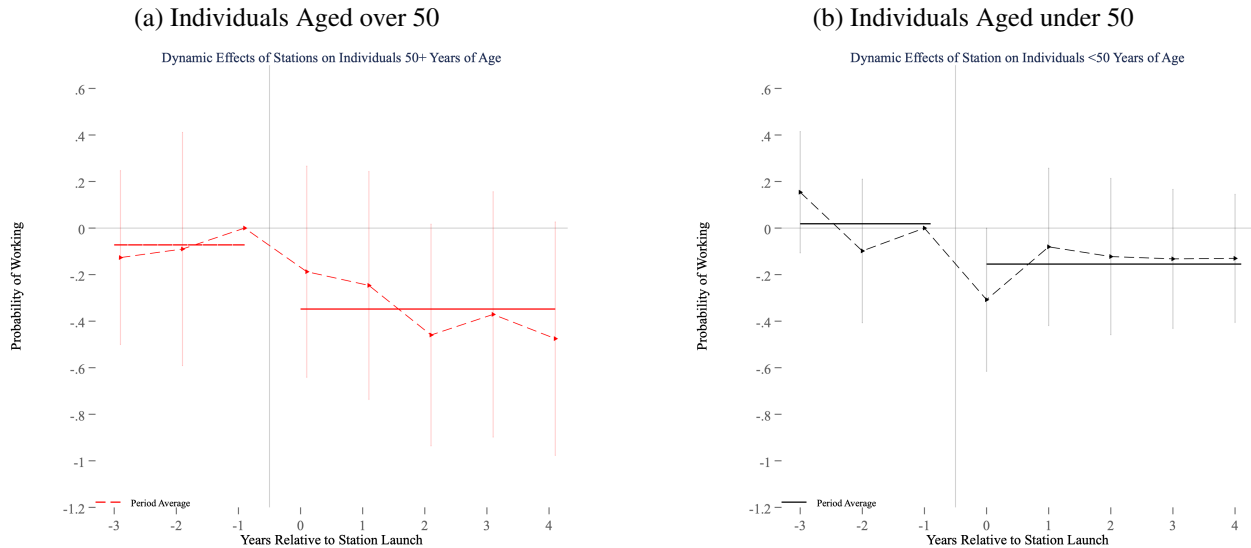 (a) Individuals Aged over 50
Dynamic Effects of Stations on Individuals 50+ Years of Age
.6
.4
.2
0
-.2
-.4
-.6
-.8
-1
-1.2
Probability of Working
Period Average
-3 -2 -1 0 1 2 3 4
Years Relative to Station Launch
(b) Individuals Aged under 50
Dynamic Effects of Station on Individuals <50 Years of Age
.6
.4
.2
0
-.2
-.4
-.6
-.8
-1
-1.2
Probability of Working
Period Average
-3 -2 -1 0 1 2 3 4
Years Relative to Station Launch